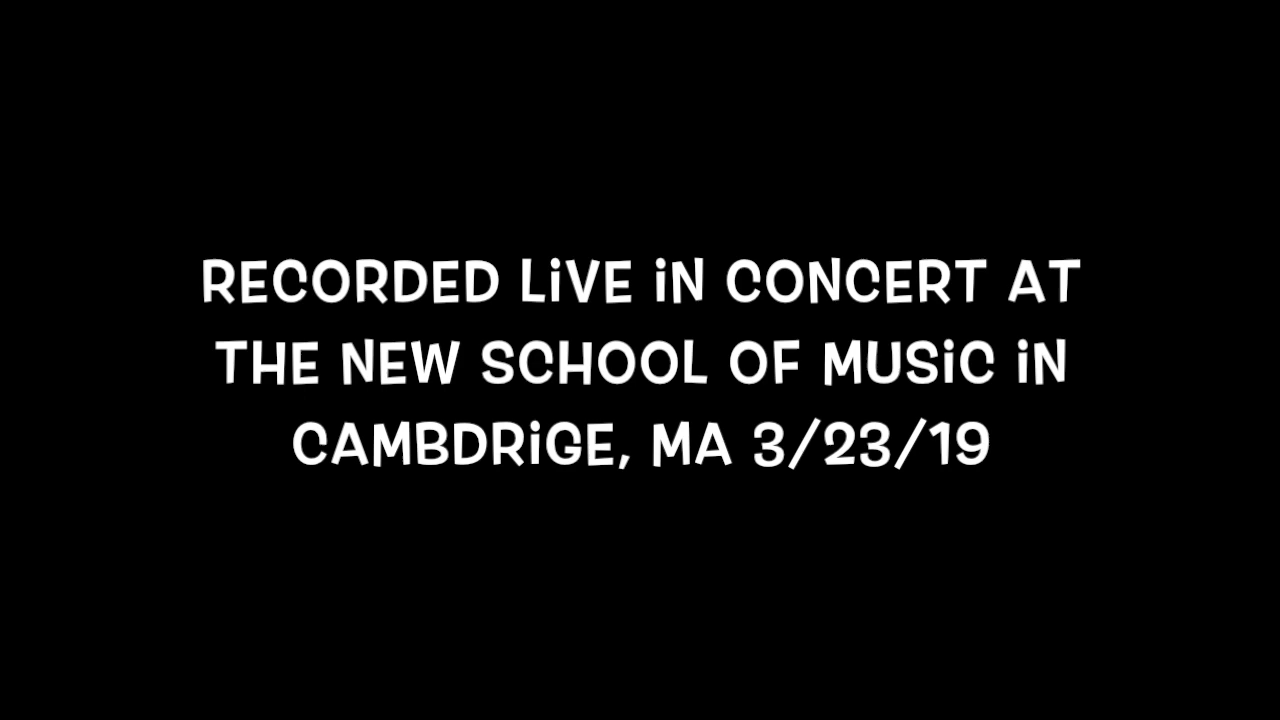 RECORDED LiVE iN CONCERT AT
THE NEW SCHOOL OF MUSiC iN
CAMBDRiGE, MA 3/23/19